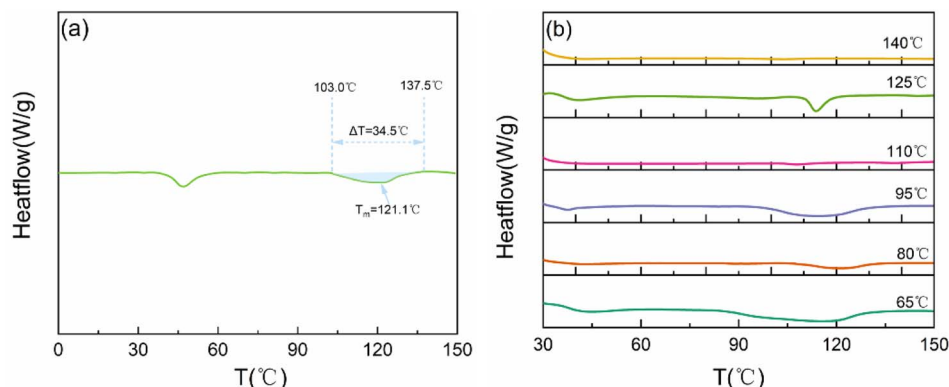 (a)
Heatflow(W/g)
103.0℃
137.5℃
ΔT=34.5℃
Tm=121.1℃
0
30
60
90
120
150
T(℃)
(b)
Heatflow(W/g)
140℃
125℃
110℃
95℃
80℃
65℃
30
60
90
120
150
T(℃)